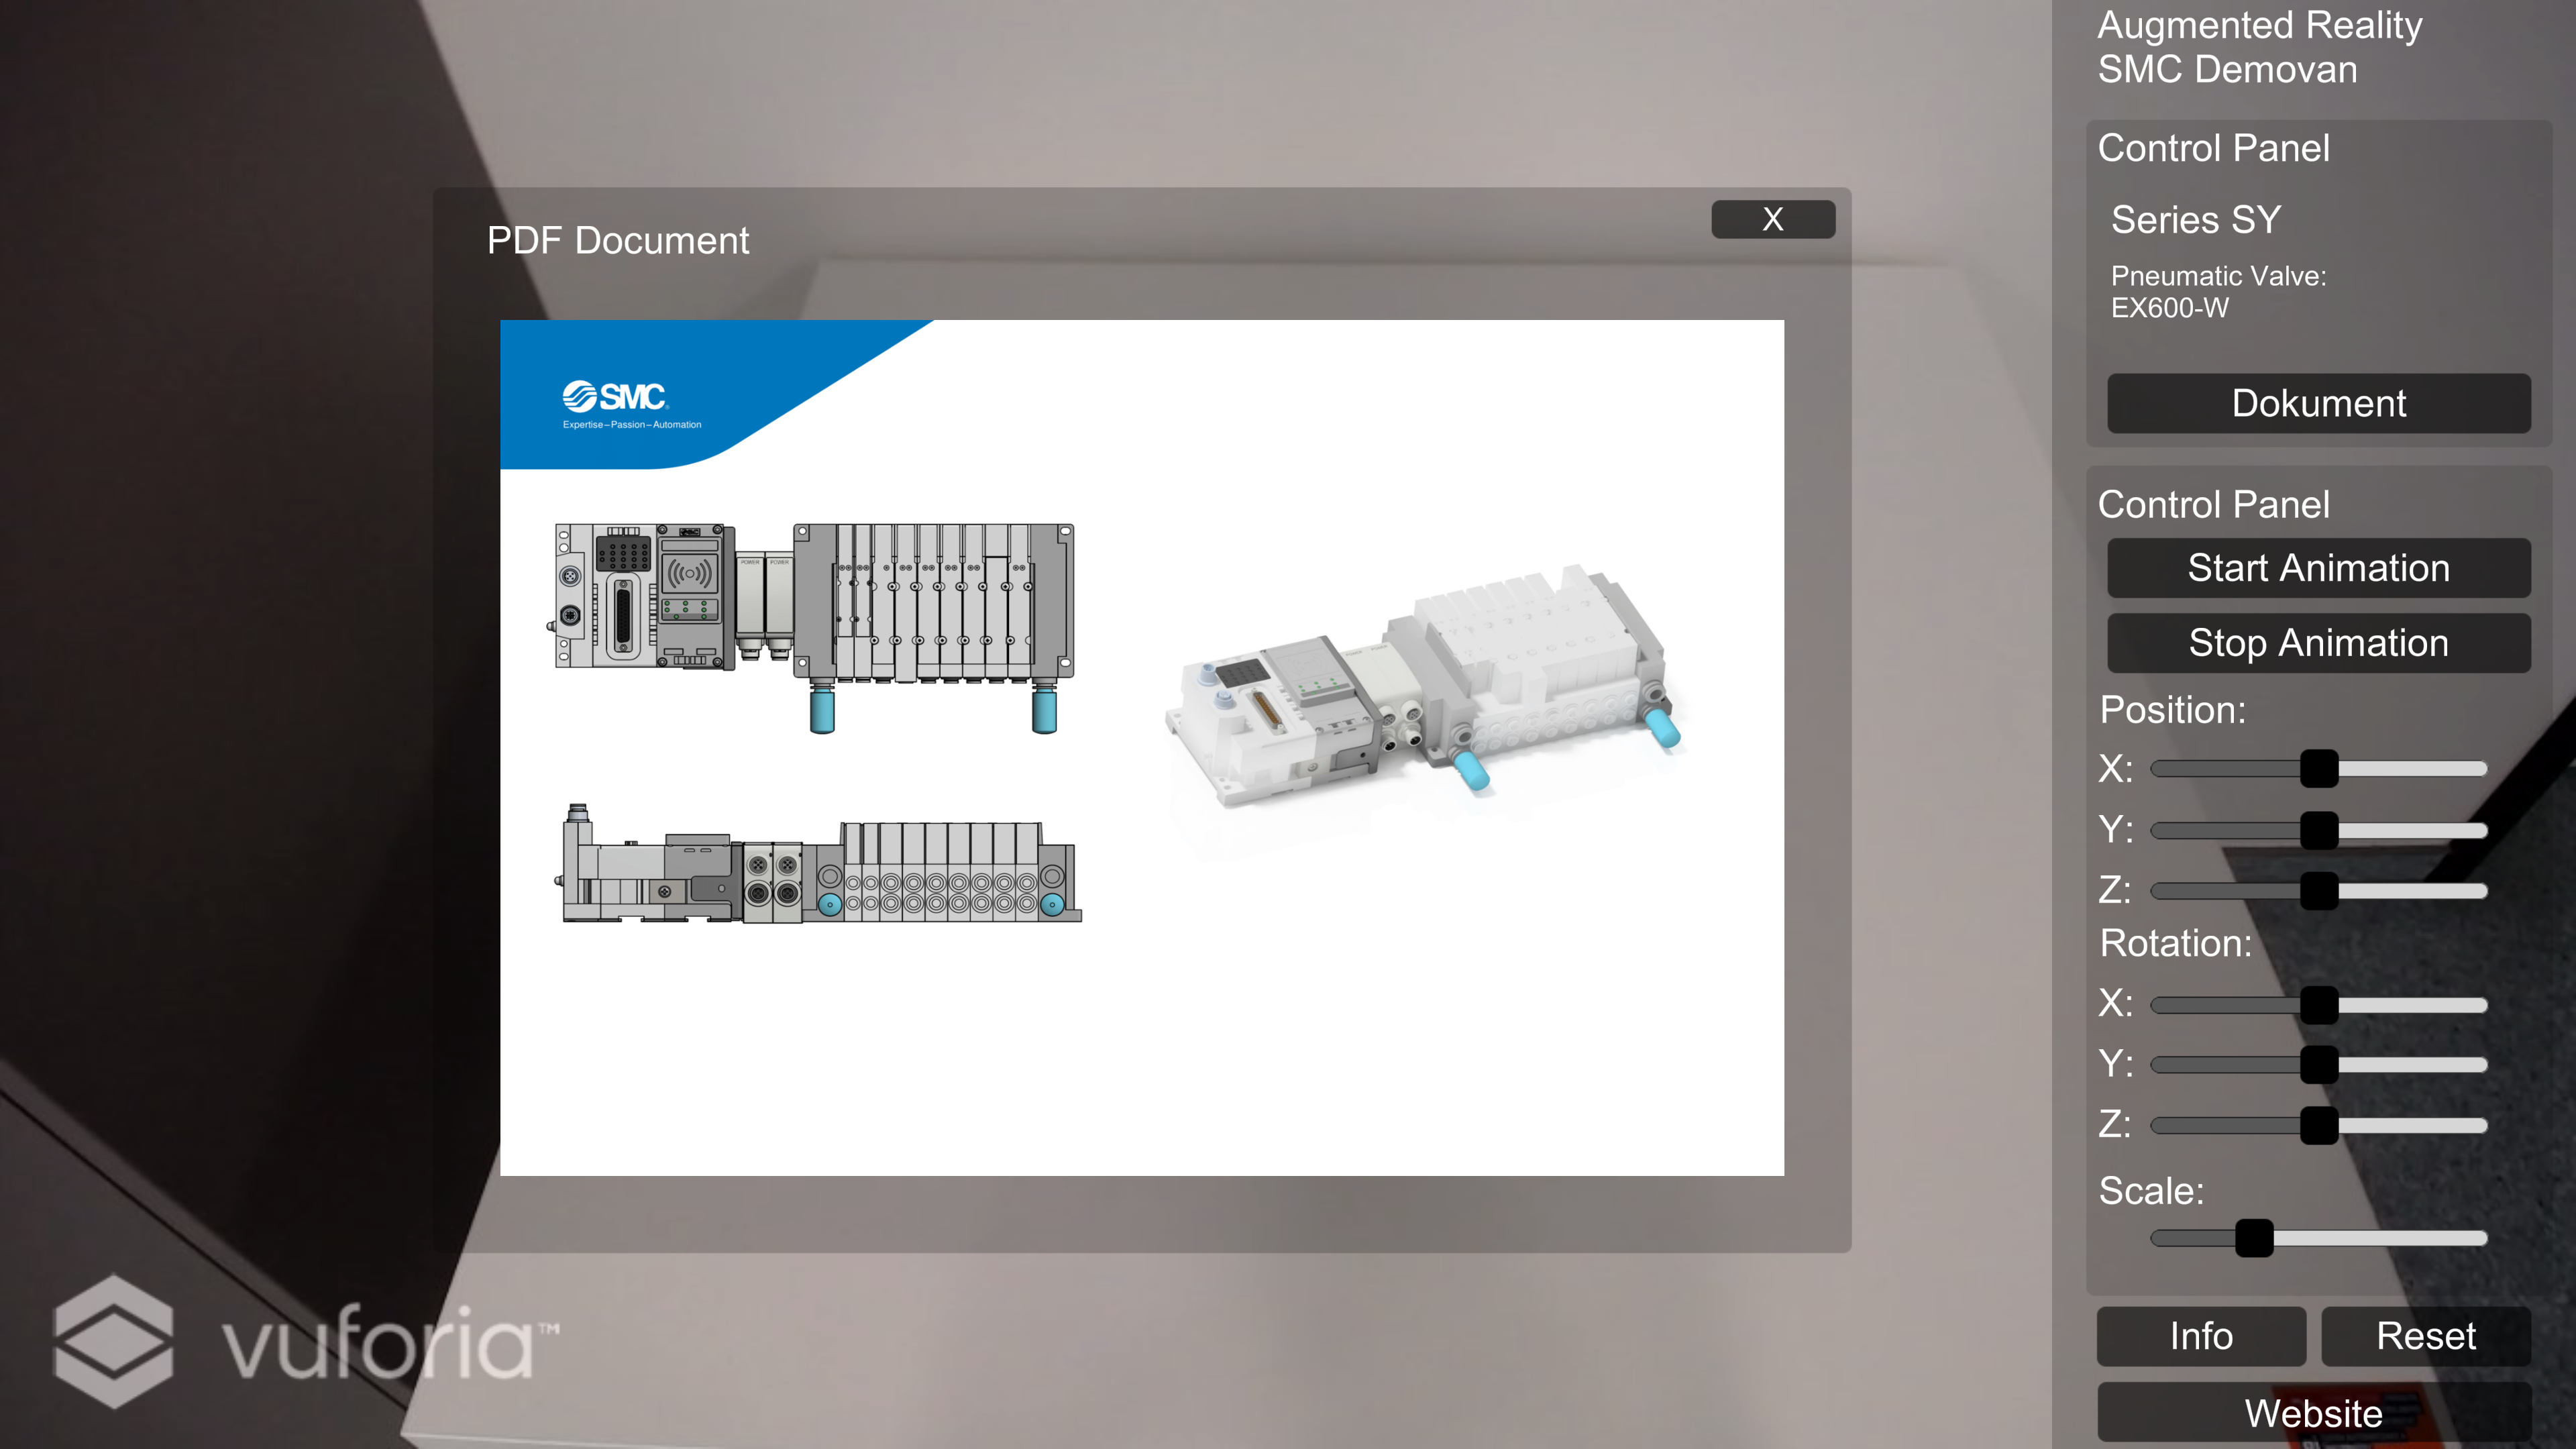 Augmented Reality
SMC Demovan
Control Panel
Series SY
Pneumatic Valve:
EX600-W
Dokument
Control Panel
Start Animation
Stop Animation
Position:
X:
Y:
Z:
Rotation:
X:
Y:
Z:
Scale:
Info
Reset
Website
PDF Document
X
SMC
Expertise – Passion – Automation
POWER
POWER
vuforia™